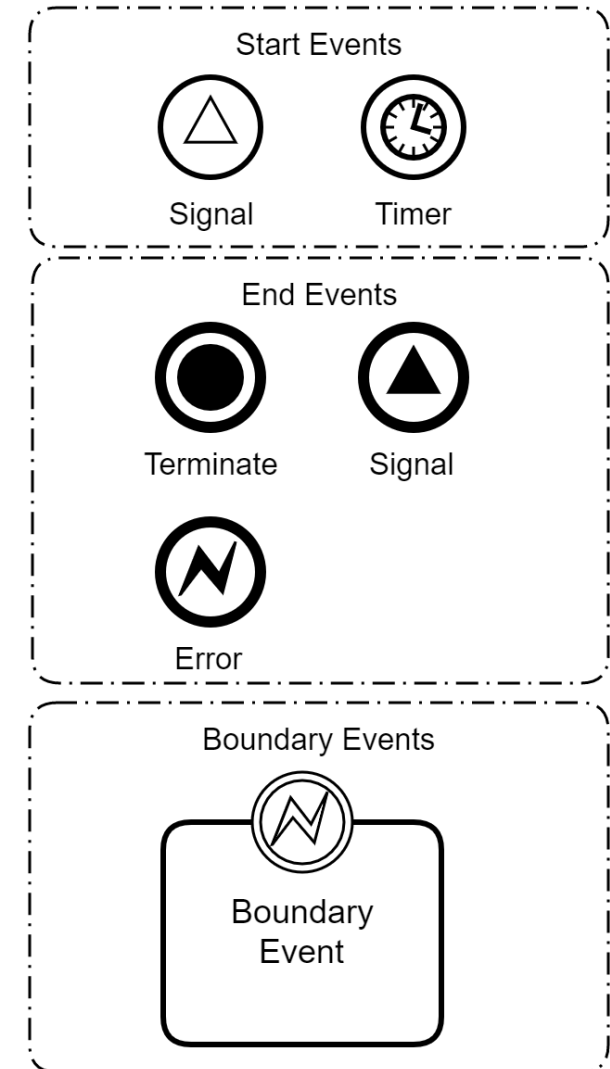 Start Events
Signal
Timer
End Events
Terminate
Signal
Error
Boundary Events
Boundary
Event